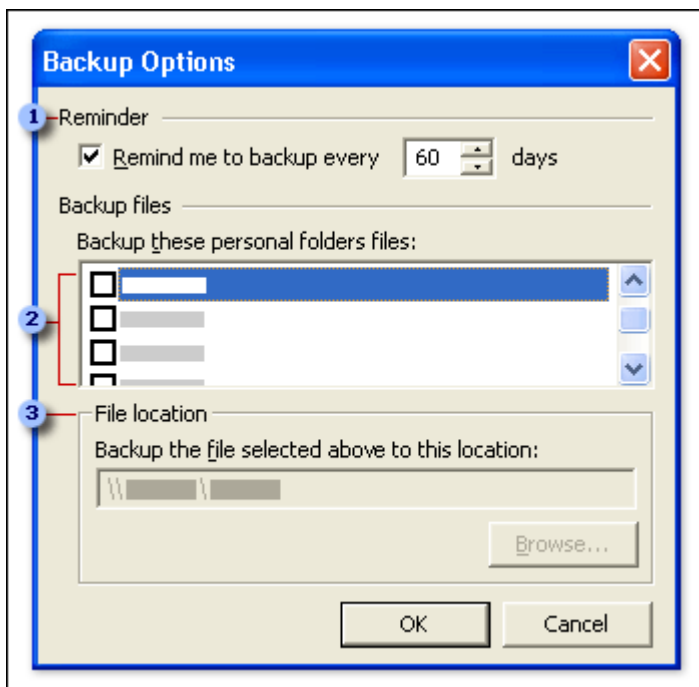 Backup Options
1 Reminder
Remind me to backup every 60 days
Backup files
Backup these personal folders files:
2
3 File location
Backup the file selected above to this location:
\\ \
Browse...
OK Cancel